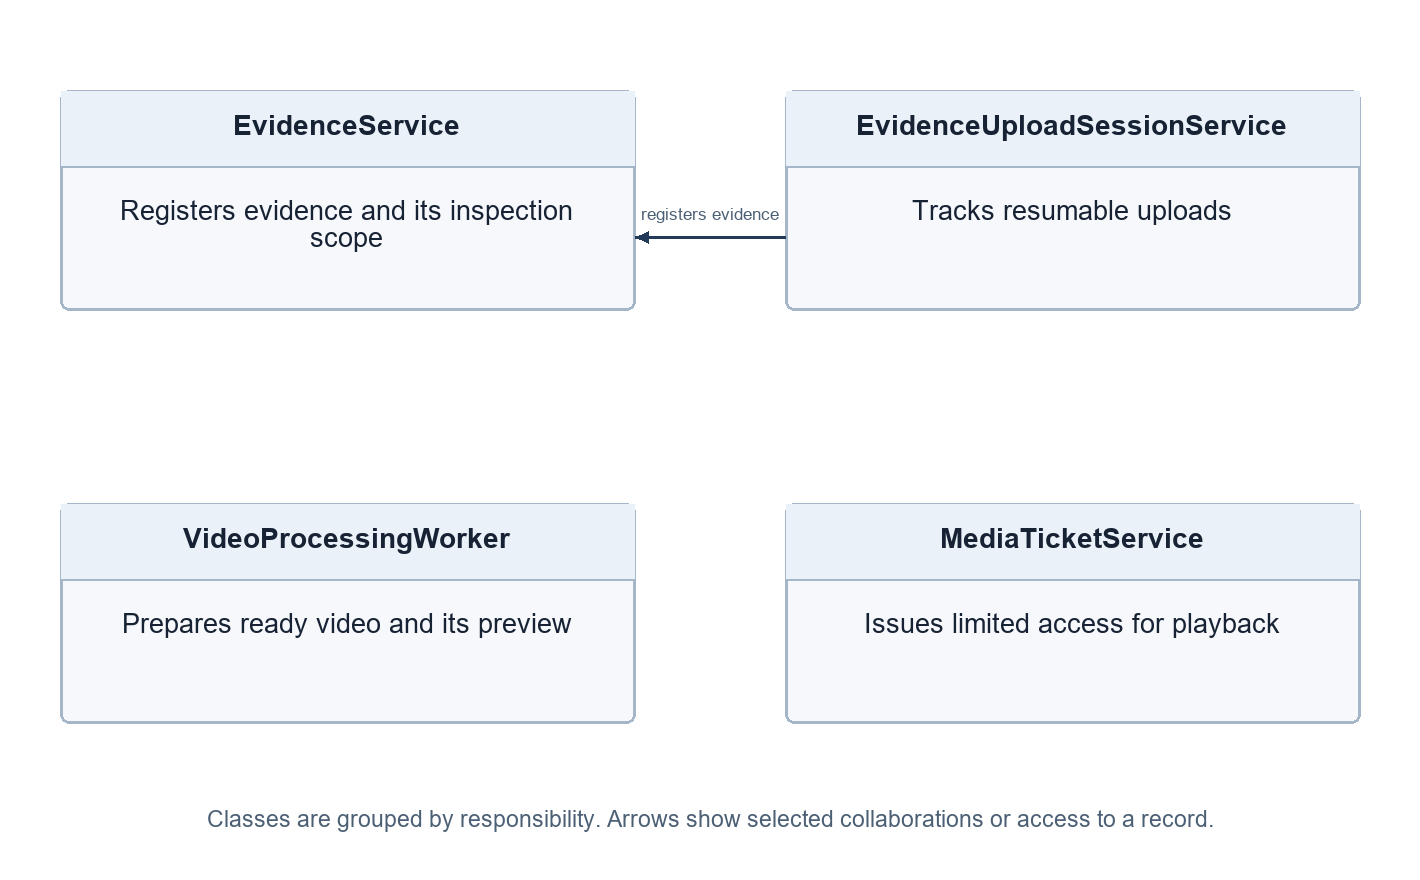 EvidenceService
Registers evidence and its inspection
scope
registers evidence
EvidenceUploadSessionService
Tracks resumable uploads
VideoProcessingWorker
Prepares ready video and its preview
MediaTicketService
Issues limited access for playback
Classes are grouped by responsibility. Arrows show selected collaborations or access to a record.